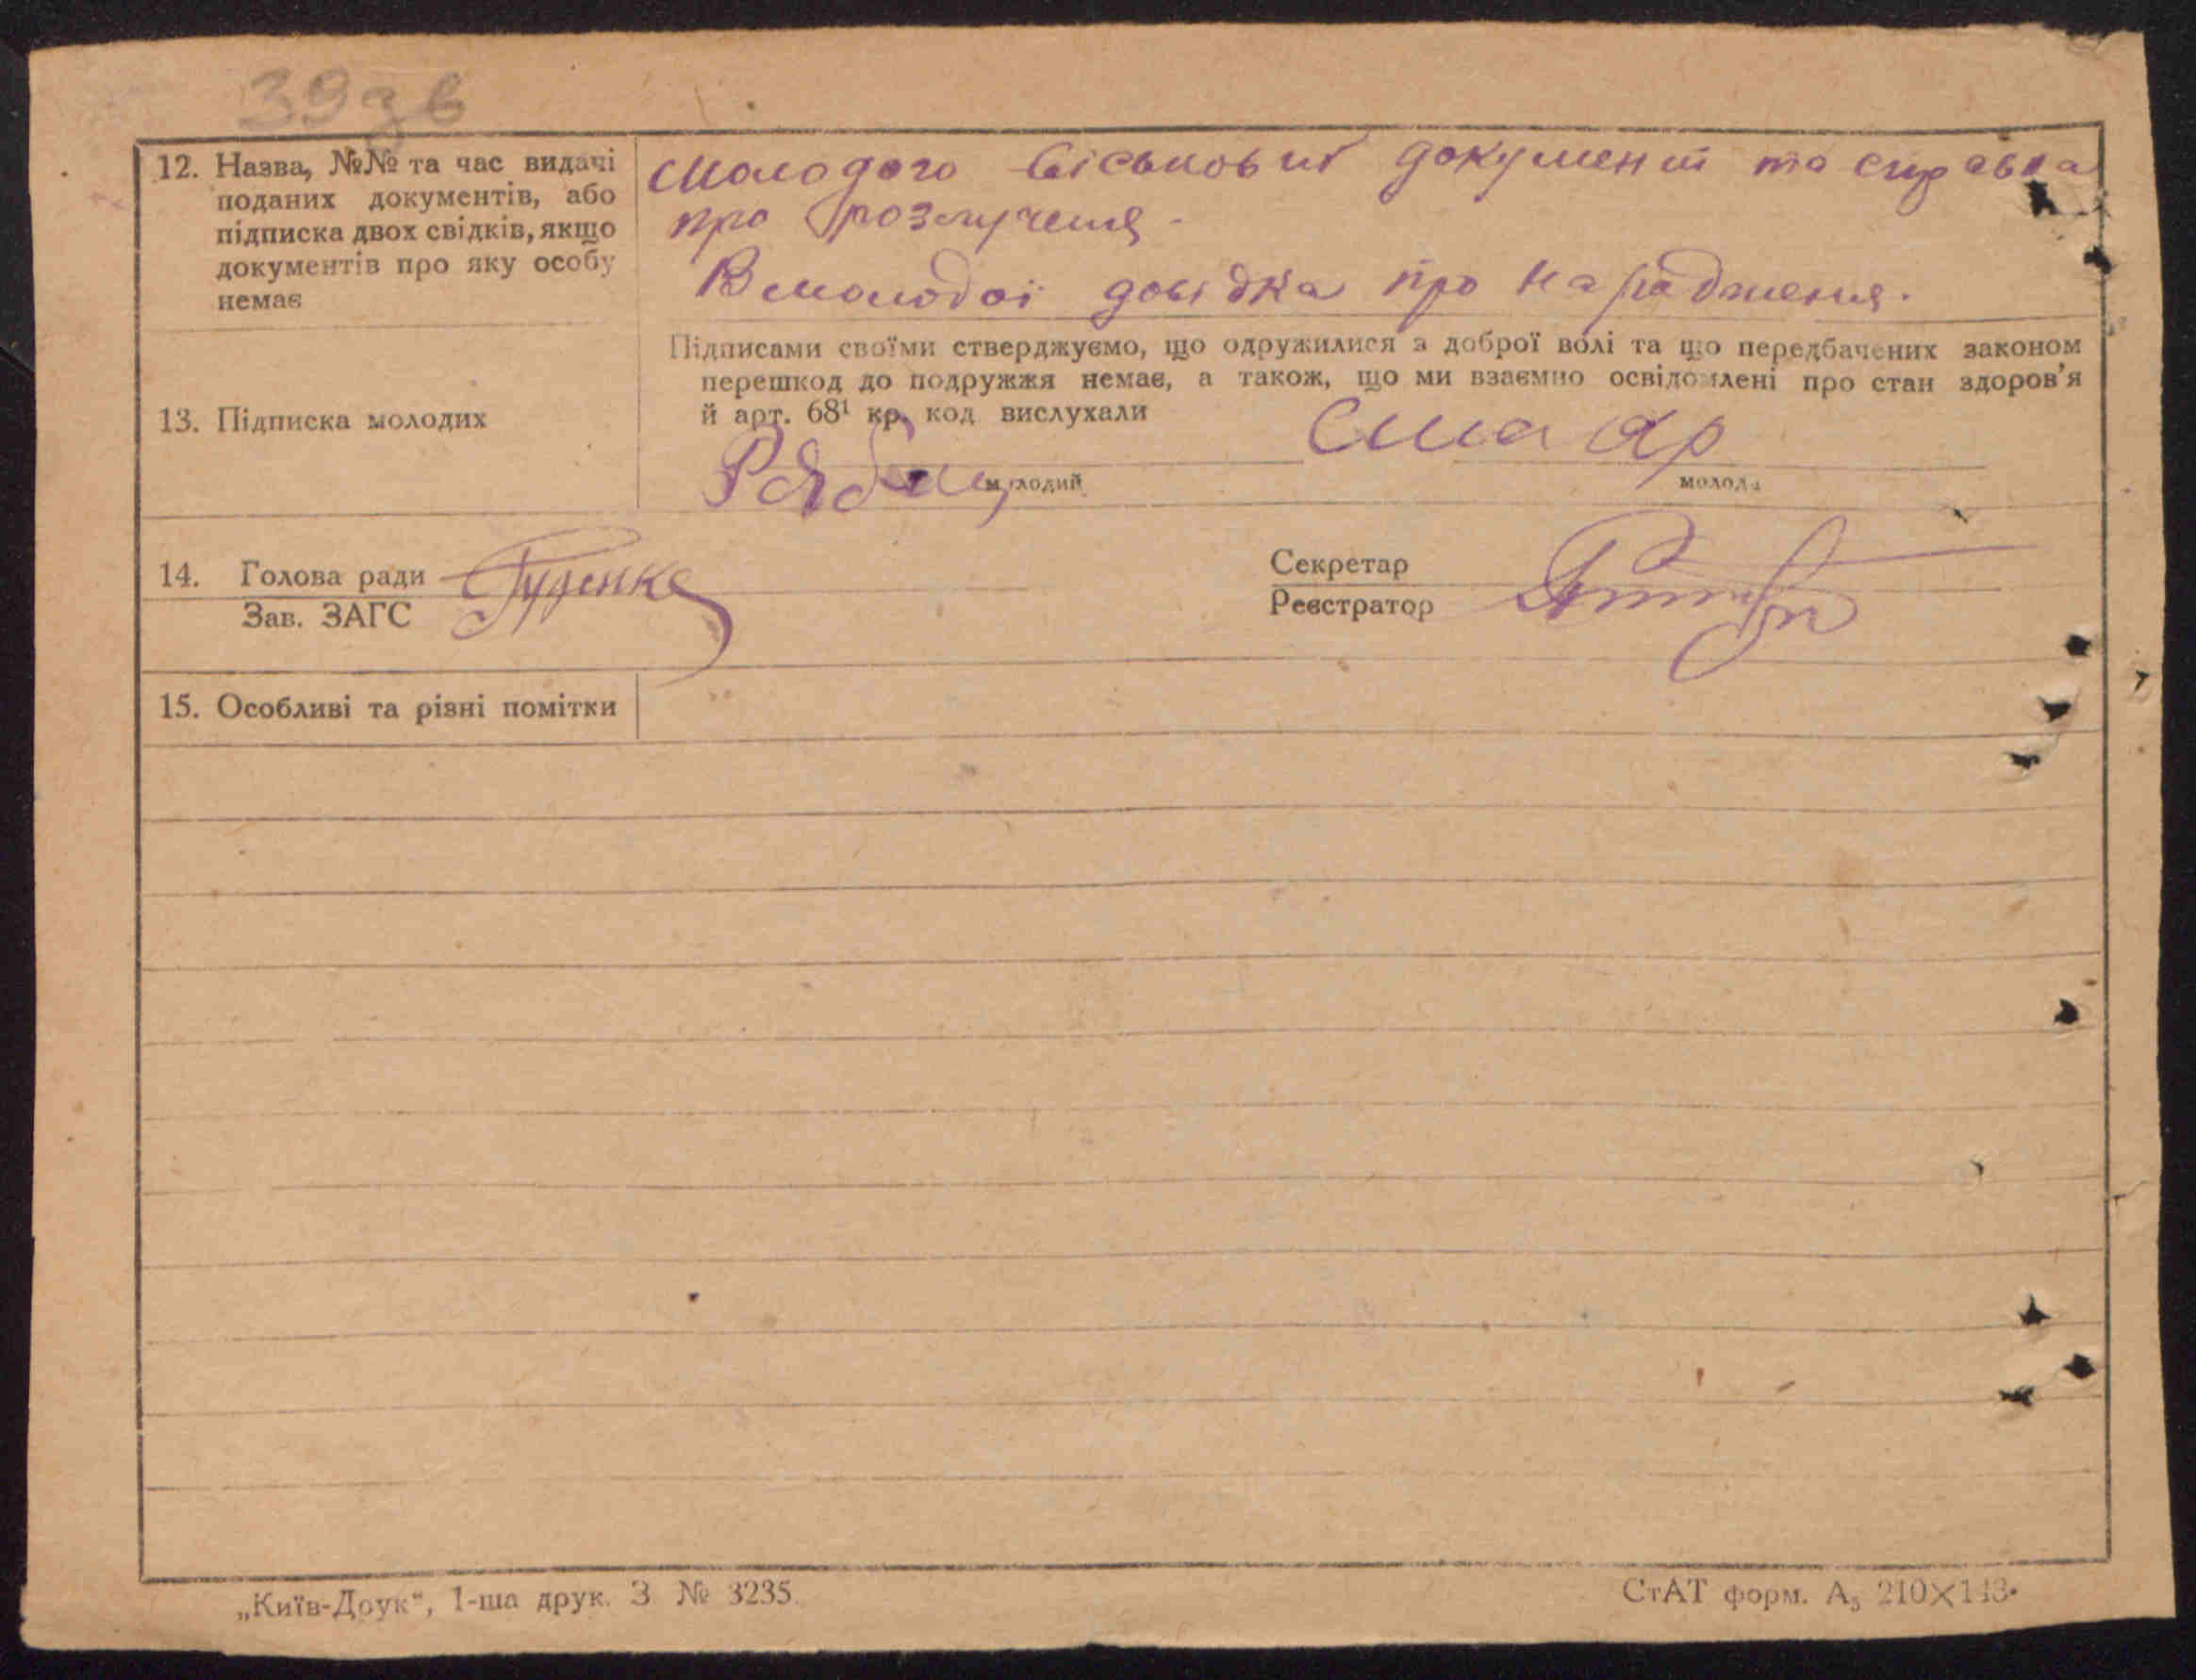 39зв
12. Назва, №№ та час видачі
поданих документів, або
підписка двох свідків, якщо
документів про яку особу
немає
Молодого військовий документ та справка
про розлучення.
В молодої довідка про народження.
13. Підписка молодих
Підписами своїми стверджуємо, що одружилися з доброї волі та що передбачених законом
перешкод до подружжя немає, а також, що ми взаємно освідомлені про стан здоров'я
й арт. 68¹ кр. код вислухали
молодий
молода
14. Голова ради
Зав. ЗАГС
Секретар
Реєстратор
15. Особливі та різні помітки
„Київ-Друк“, 1-ша друк. З № 3235.
СтАТ форм. А₅ 210×148.